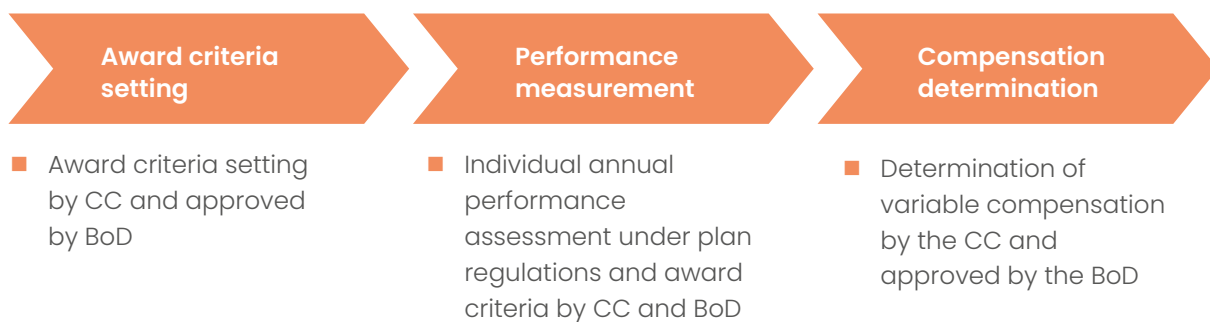 Award criteria
setting
Performance
measurement
Compensation
determination
Award criteria setting
by CC and approved
by BoD
Individual annual
performance
assessment under plan
regulations and award
criteria by CC and BoD
Determination of
variable compensation
by the CC and
approved by the BoD